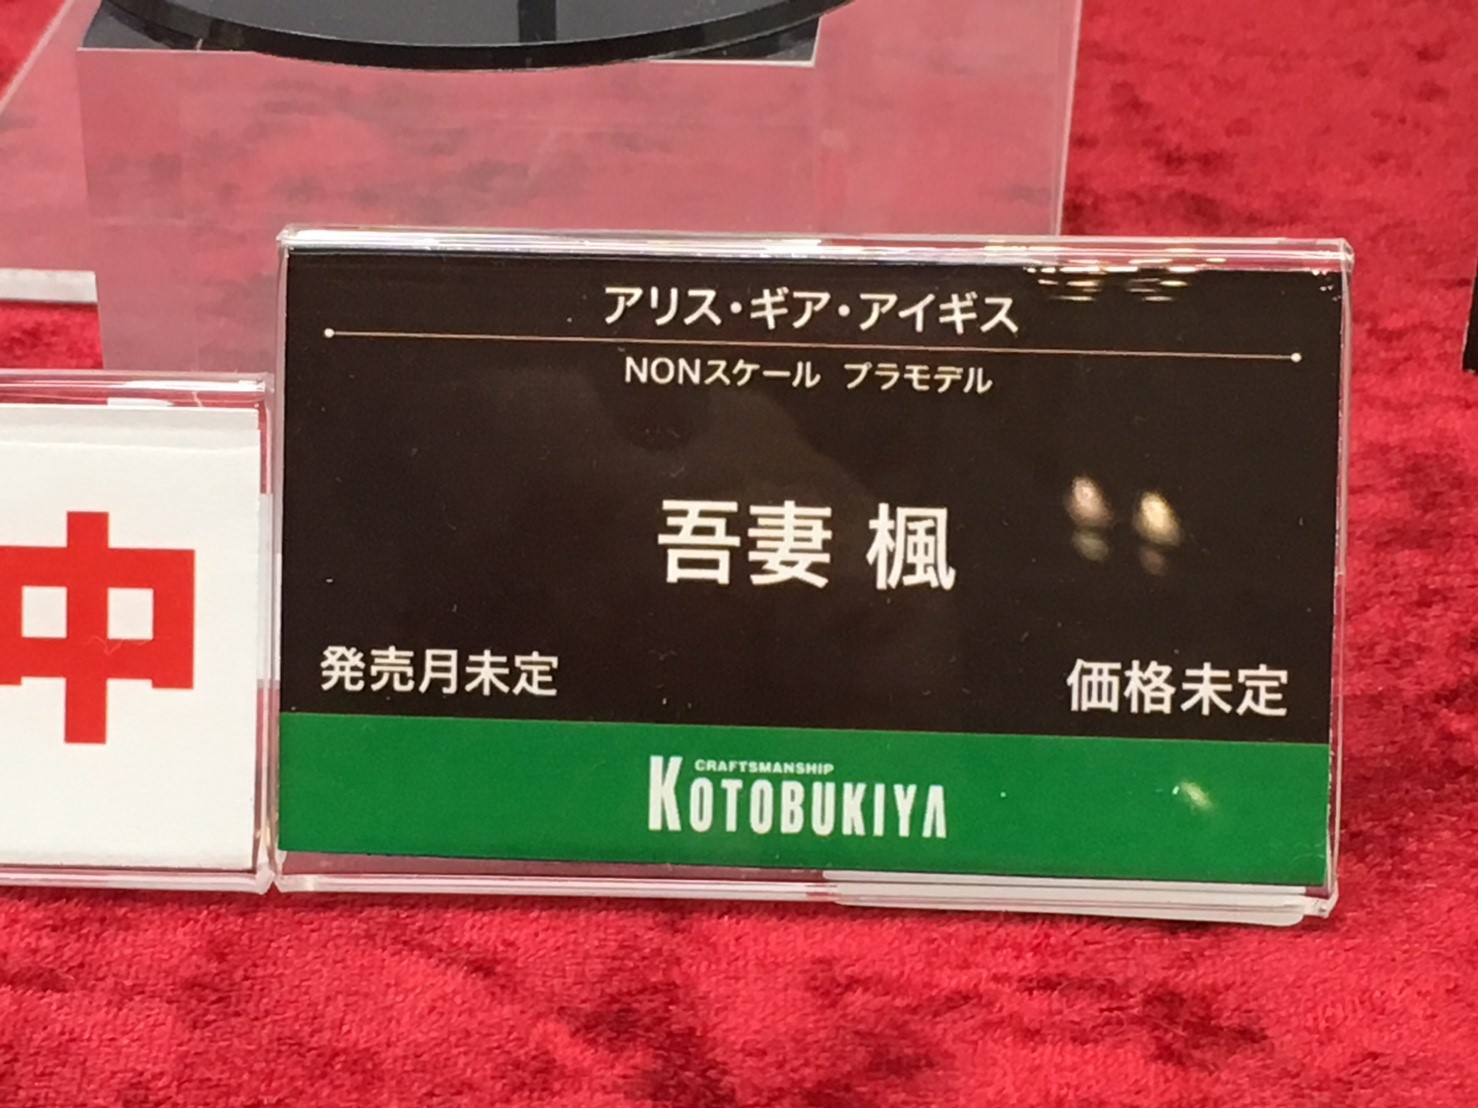 アリス・ギア・アイギス
NONスケール プラモデル
吾妻 楓
発売月未定
価格未定
CRAFTSMANSHIP
KOTOBUKIYA
中